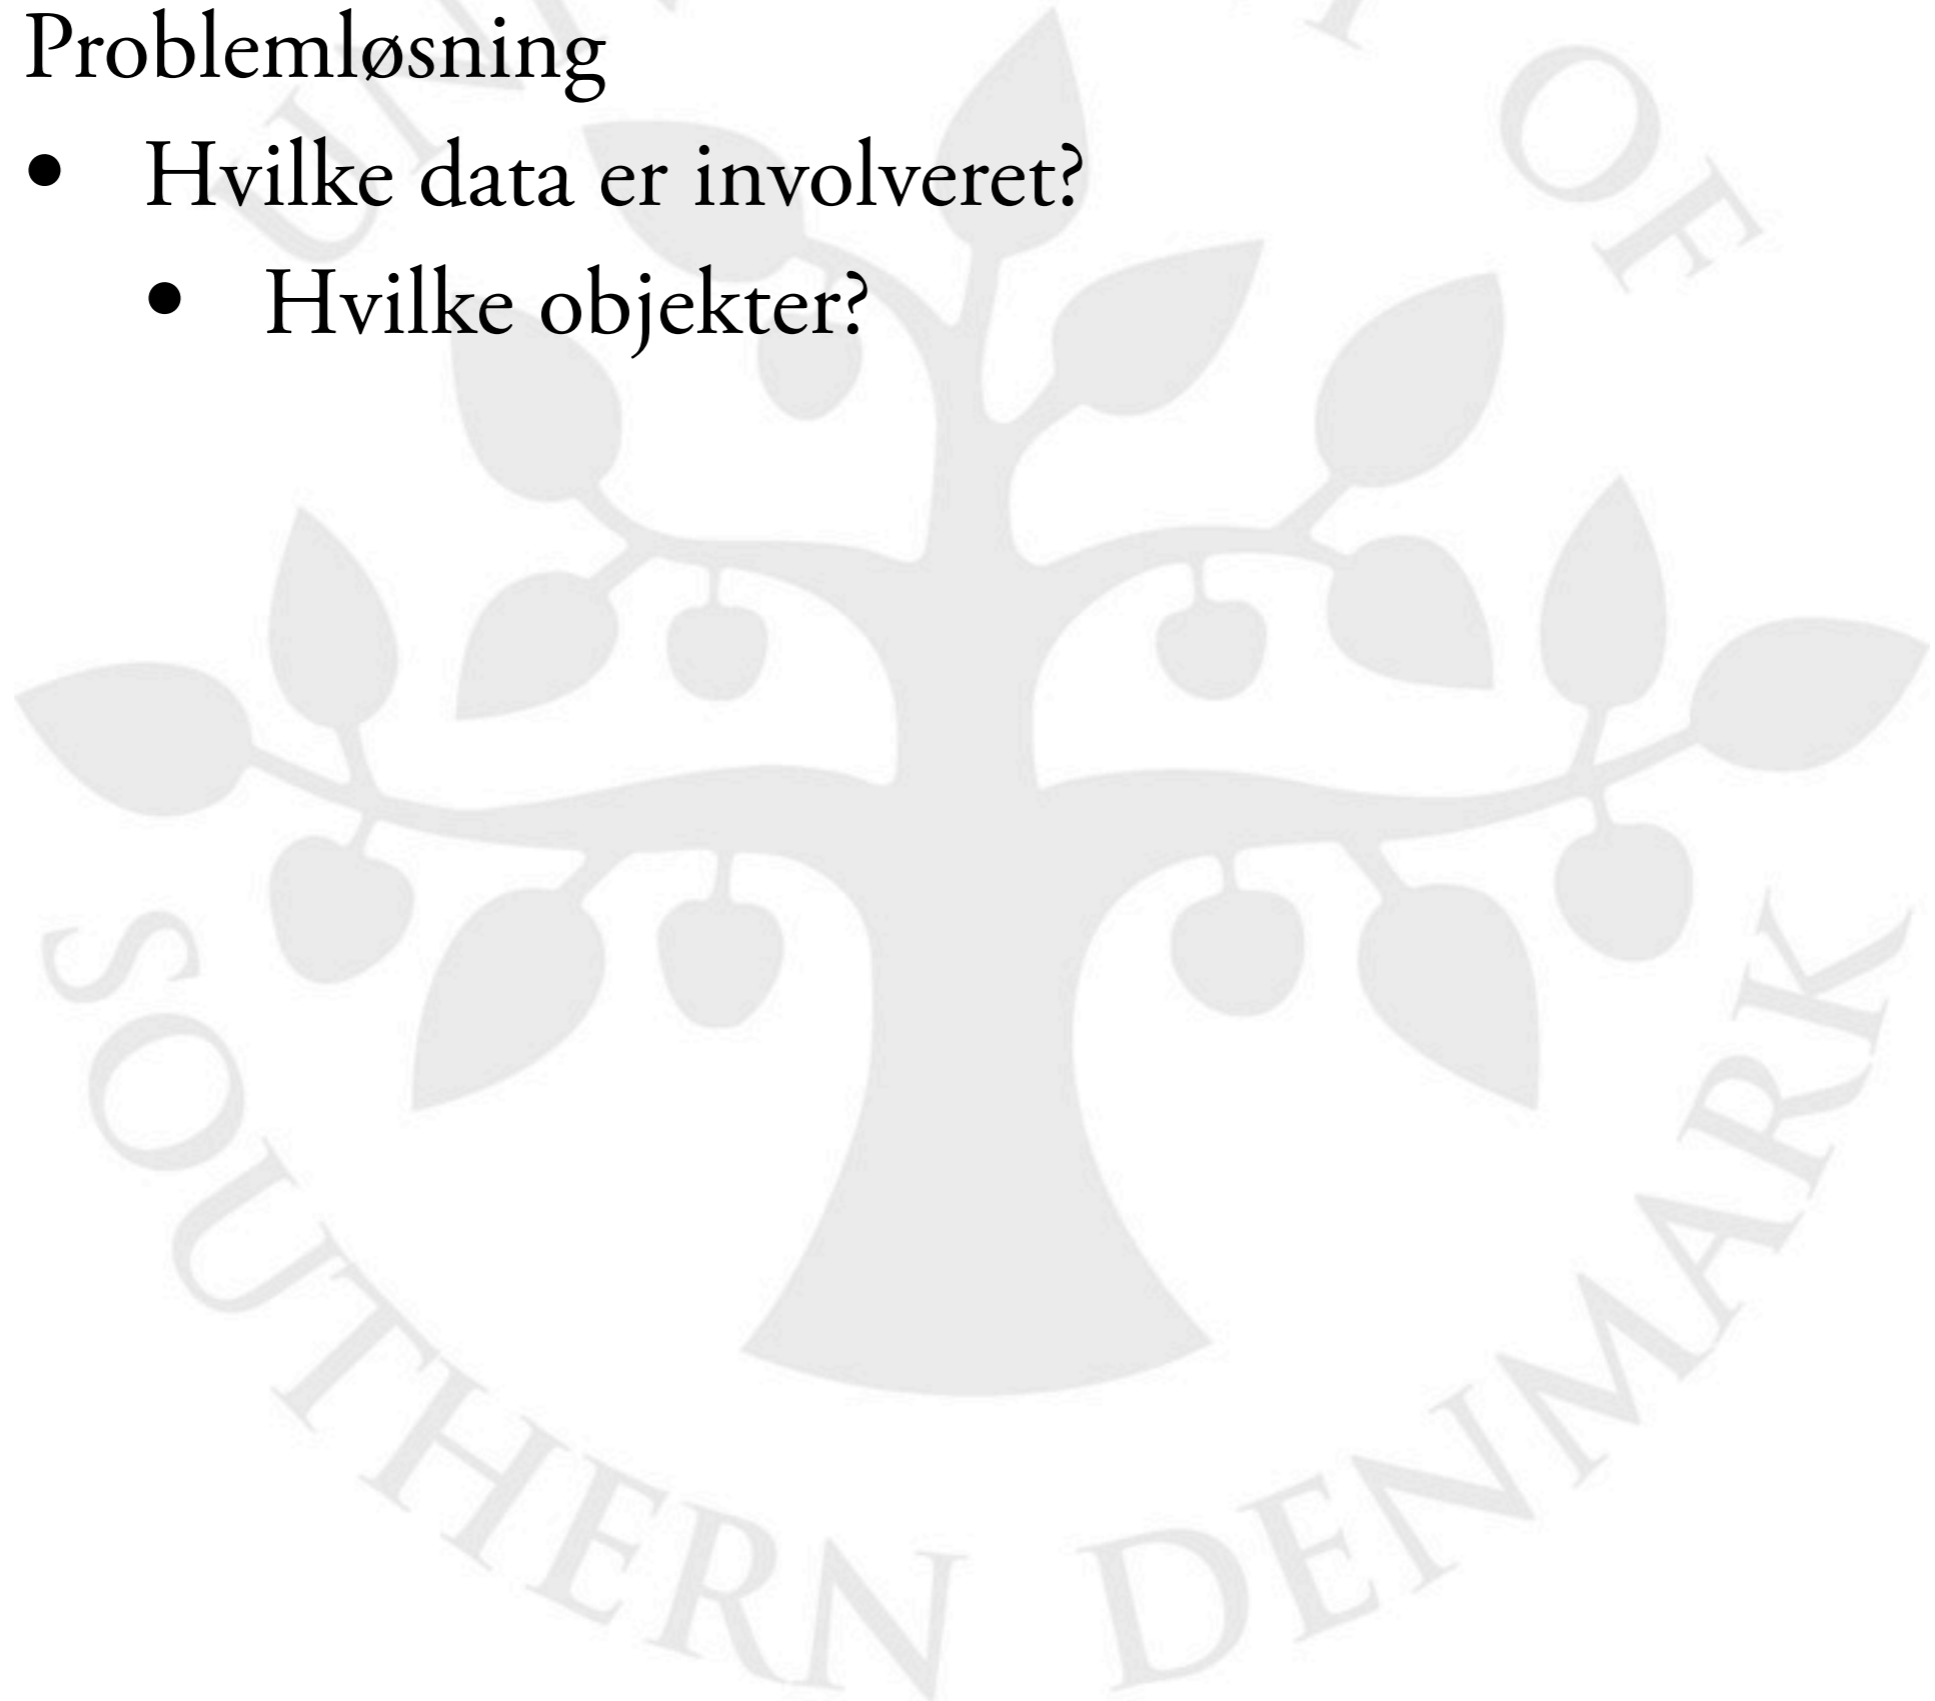 Problemløsning
• Hvilke data er involveret?
• Hvilke objekter?
OF
SOUTHERN DENMARK